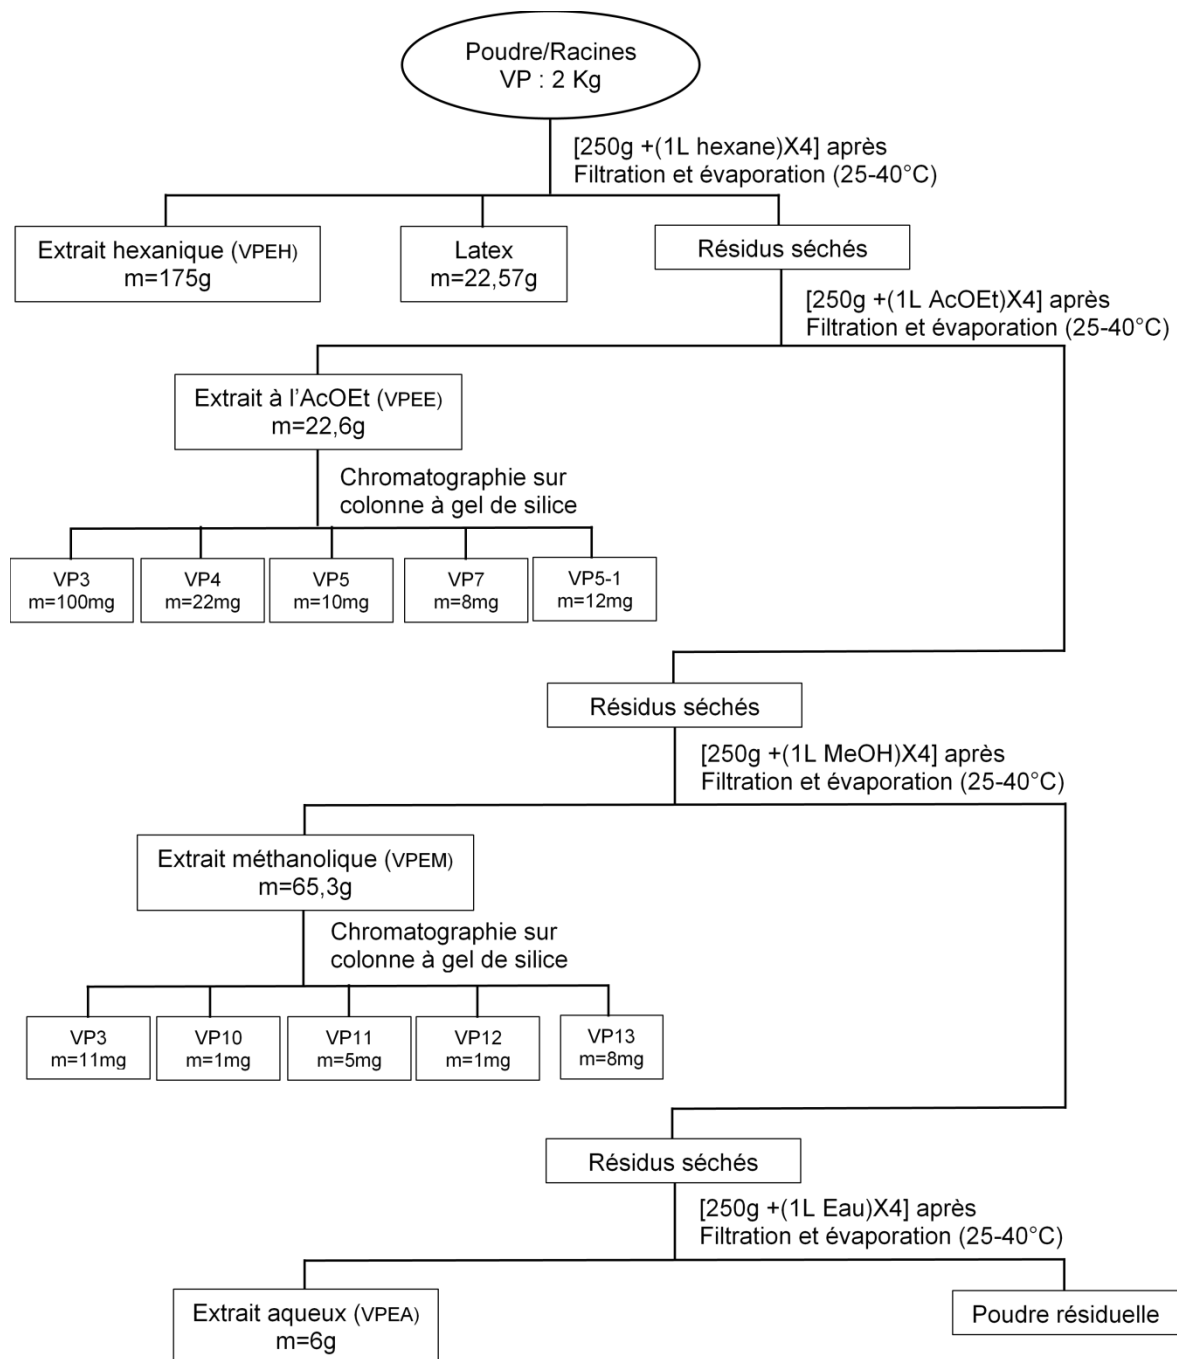 Poudre/Racines
VP : 2 Kg
[250g +(1L hexane)X4] après
Filtration et évaporation (25-40°C)
Extrait hexanique (VPEH)
m=175g
Latex
m=22,57g
Résidus séchés
[250g +(1L AcOEt)X4] après
Filtration et évaporation (25-40°C)
Extrait à l'AcOEt (VPEE)
m=22,6g
Chromatographie sur
colonne à gel de silice
VP3
m=100mg
VP4
m=22mg
VP5
m=10mg
VP7
m=8mg
VP5-1
m=12mg
Résidus séchés
[250g +(1L MeOH)X4] après
Filtration et évaporation (25-40°C)
Extrait méthanolique (VPEM)
m=65,3g
Chromatographie sur
colonne à gel de silice
VP3
m=11mg
VP10
m=1mg
VP11
m=5mg
VP12
m=1mg
VP13
m=8mg
Résidus séchés
[250g +(1L Eau)X4] après
Filtration et évaporation (25-40°C)
Extrait aqueux (VPEA)
m=6g
Poudre résiduelle